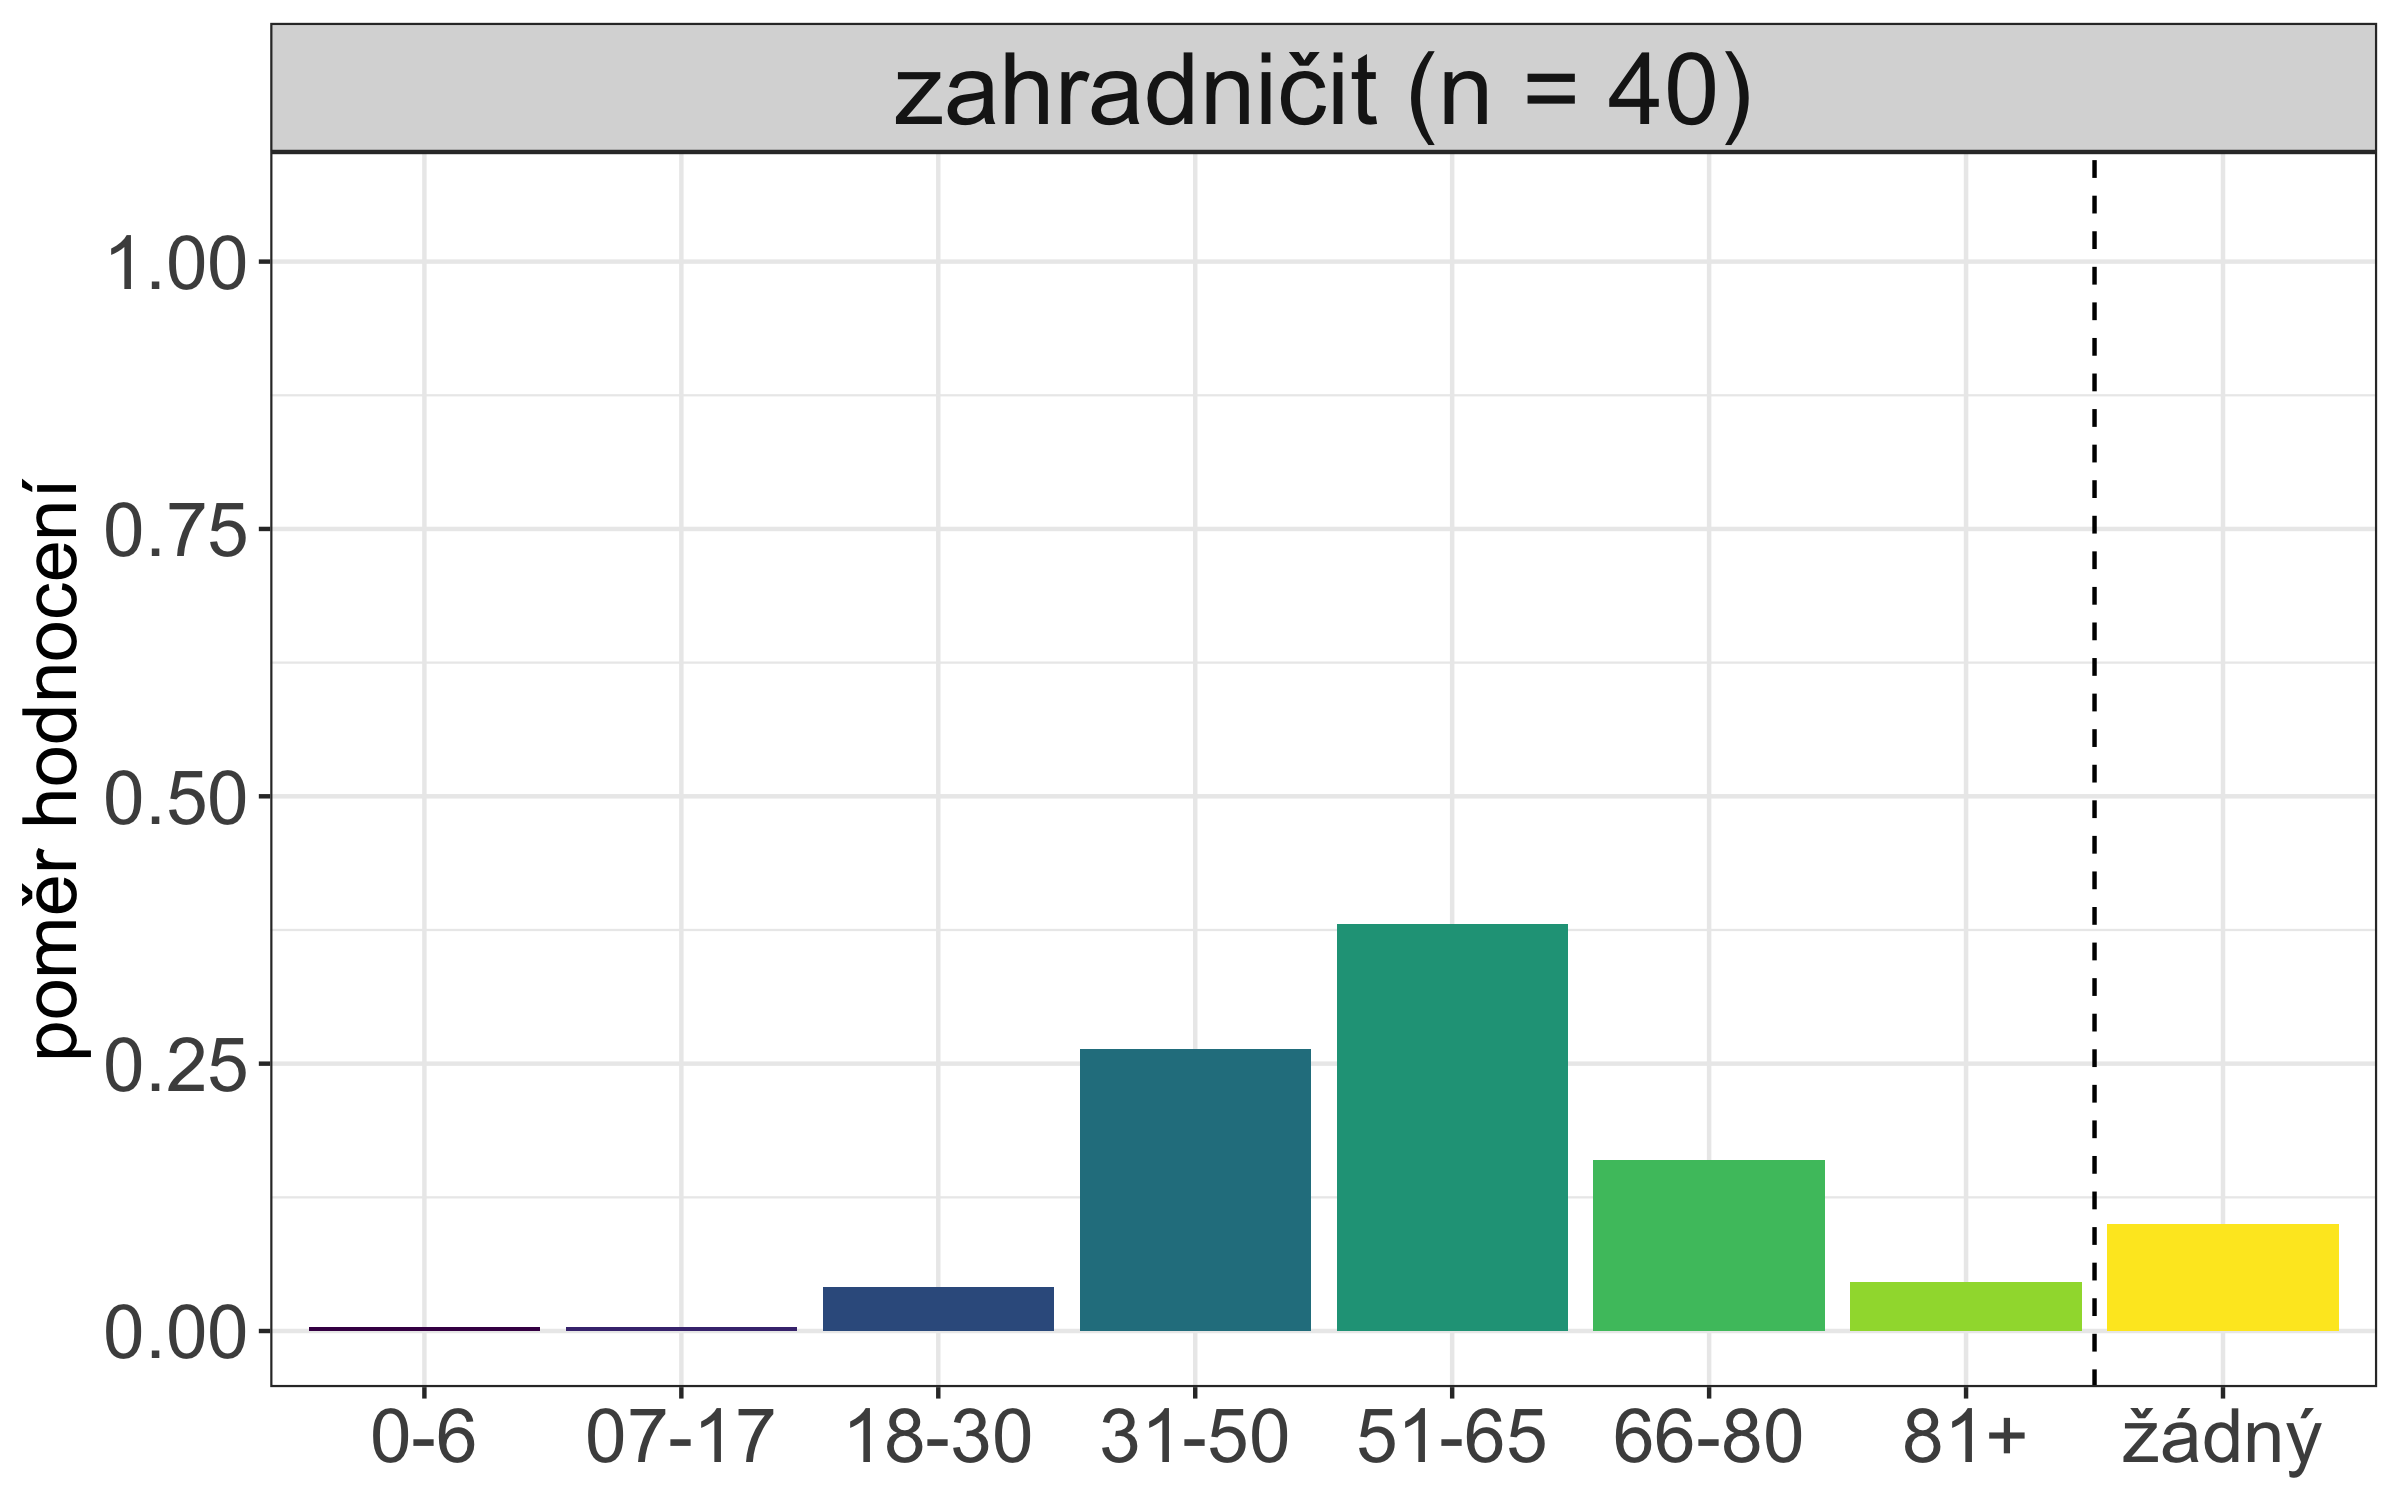 zahradničit (n = 40)
poměr hodnocení
1.00
0.75
0.50
0.25
0.00
0-6 07-17 18-30 31-50 51-65 66-80 81+ žádný